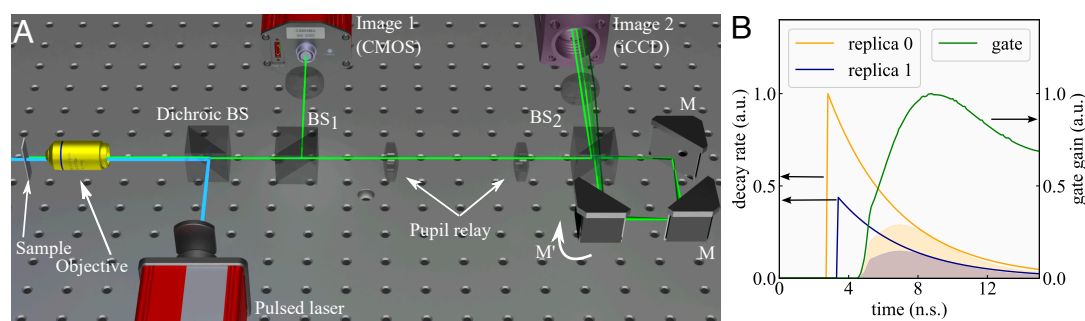 A
Image 1
(CMOS)
Image 2
(iCCD)
Dichroic BS
BS1
BS2
M
Sample
Objective
Pupil relay
M'
M
Pulsed laser
B
replica 0
replica 1
gate
decay rate (a.u.)
1.0
0.5
0.0
0
4
8
12
time (n.s.)
1.0
0.5
0.0
gate gain (a.u.)